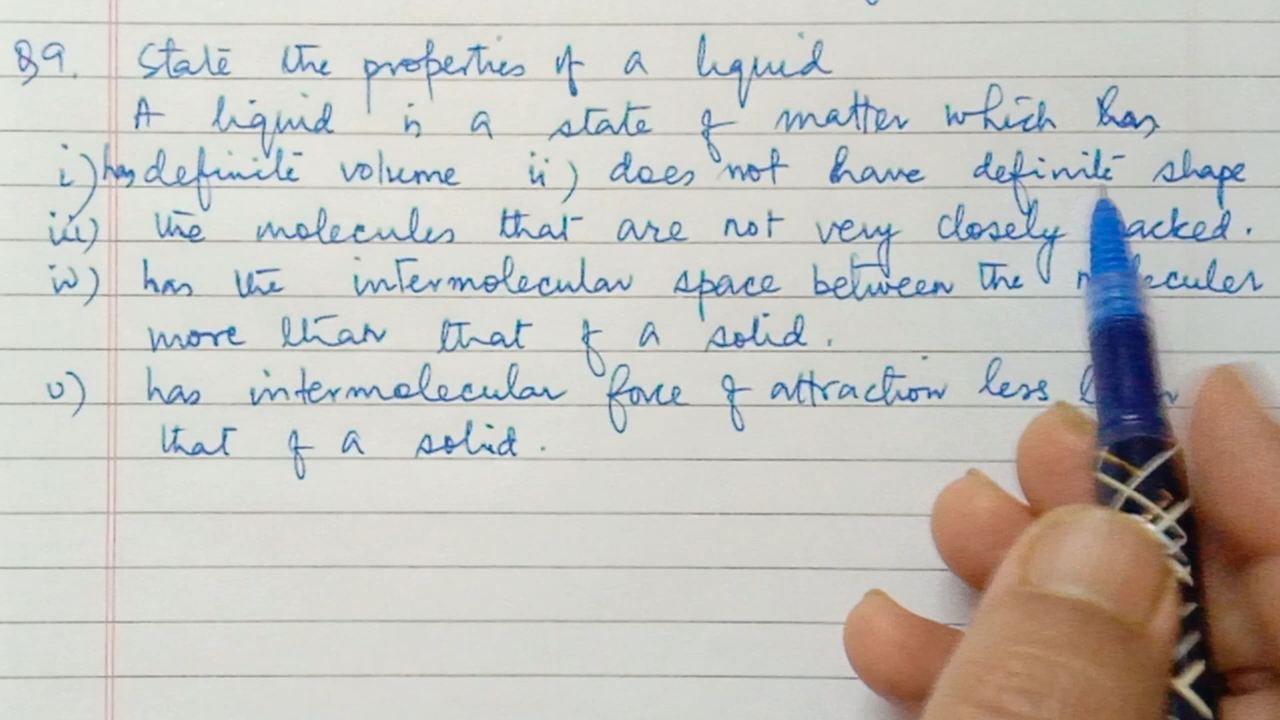 Q9. State the properties of a liquid
A liquid is a state of matter which has
i) has definite volume ii) does not have definite shape
iii) the molecules that are not very closely packed.
iv) has the intermolecular space between the molecules
more than that of a solid.
v) has intermolecular force of attraction less
that of a solid.